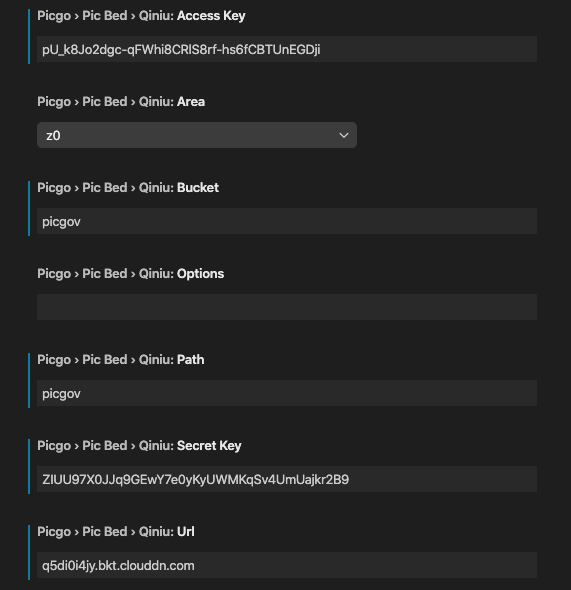 Picgo › Pic Bed › Qiniu: Access Key
pU_k8Jo2dgc-qFWhi8CRlS8rf-hs6fCBTUnEGDji
Picgo › Pic Bed › Qiniu: Area
z0
Picgo › Pic Bed › Qiniu: Bucket
picgov
Picgo › Pic Bed › Qiniu: Options
Picgo › Pic Bed › Qiniu: Path
picgov
Picgo › Pic Bed › Qiniu: Secret Key
ZIUU97X0JJq9GEwY7e0yKyUWMKqSv4UmUajkr2B9
Picgo › Pic Bed › Qiniu: Url
q5di0i4jy.bkt.clouddn.com